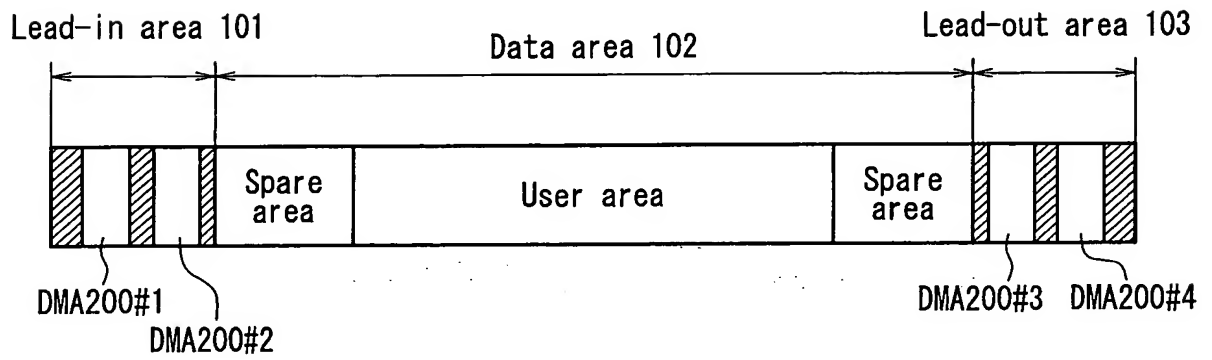 Lead-in area 101
Data area 102
Lead-out area 103
Spare
area
User area
Spare
area
DMA200#1
DMA200#2
DMA200#3
DMA200#4